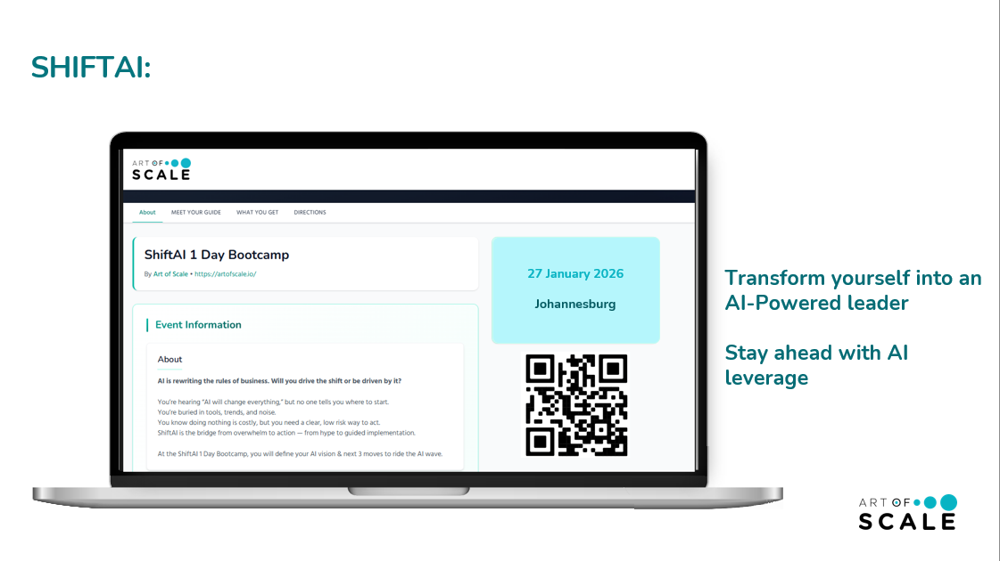 SHIFTAI:
ART OF
SCALE
About
MEET YOUR GUIDE
WHAT YOU GET
DIRECTIONS
ShiftAI 1 Day Bootcamp
By Art of Scale • https://artofscale.io/
27 January 2026
Johannesburg
Event Information
About
AI is rewriting the rules of business. Will you drive the shift or be driven by it?
You're hearing "AI will change everything," but no one tells you where to start.
You're buried in tools, trends, and noise.
You know doing nothing is costly, but you need a clear, low risk way to act.
ShiftAI is the bridge from overwhelm to action — from hype to guided implementation.
At the ShiftAI 1 Day Bootcamp, you will define your AI vision & next 3 moves to ride the AI wave.
Transform yourself into an
AI-Powered leader
Stay ahead with AI
leverage
ART OF
SCALE